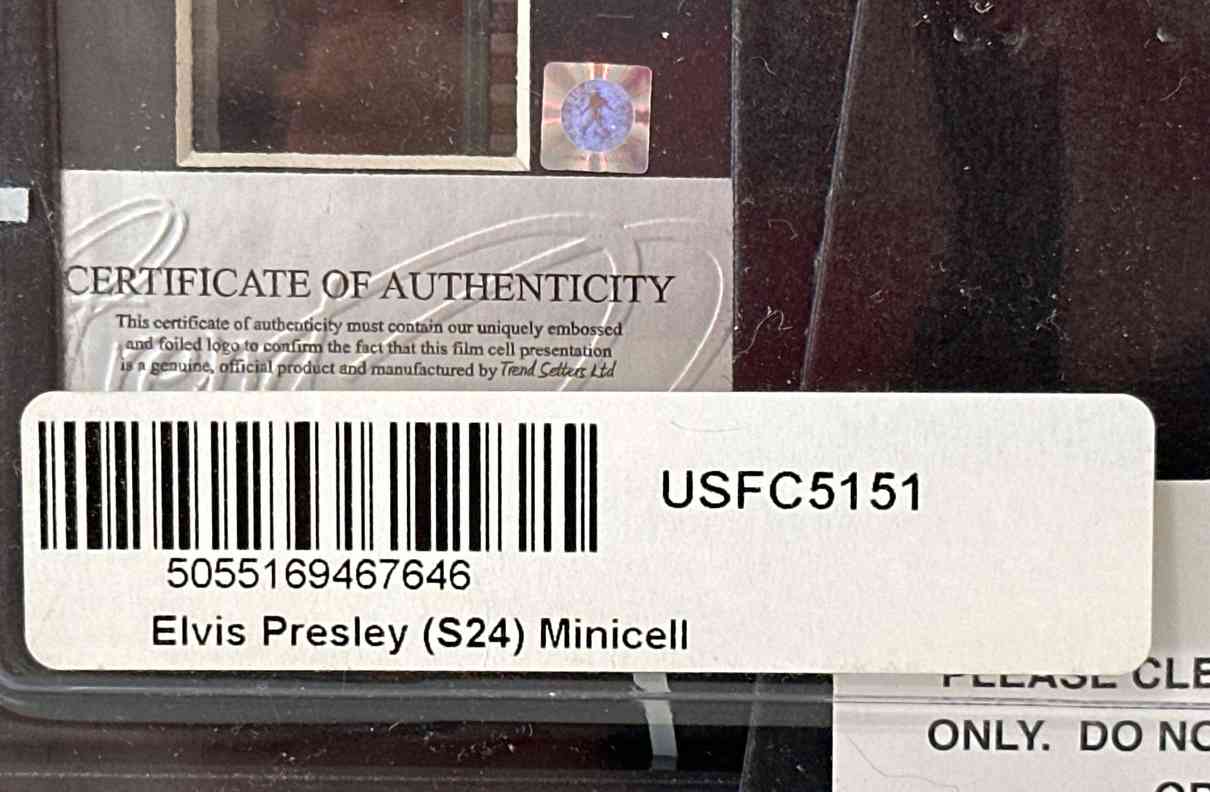 CERTIFICATE OF AUTHENTICITY
This certificate of authenticity must contain our uniquely embossed
and foiled logo to confirm the fact that this film cell presentation
is a genuine, official product and manufactured by Trend Setters Ltd
USFC5151
5055169467646
Elvis Presley (S24) Minicell
PLEASE CLE
ONLY. DO NO